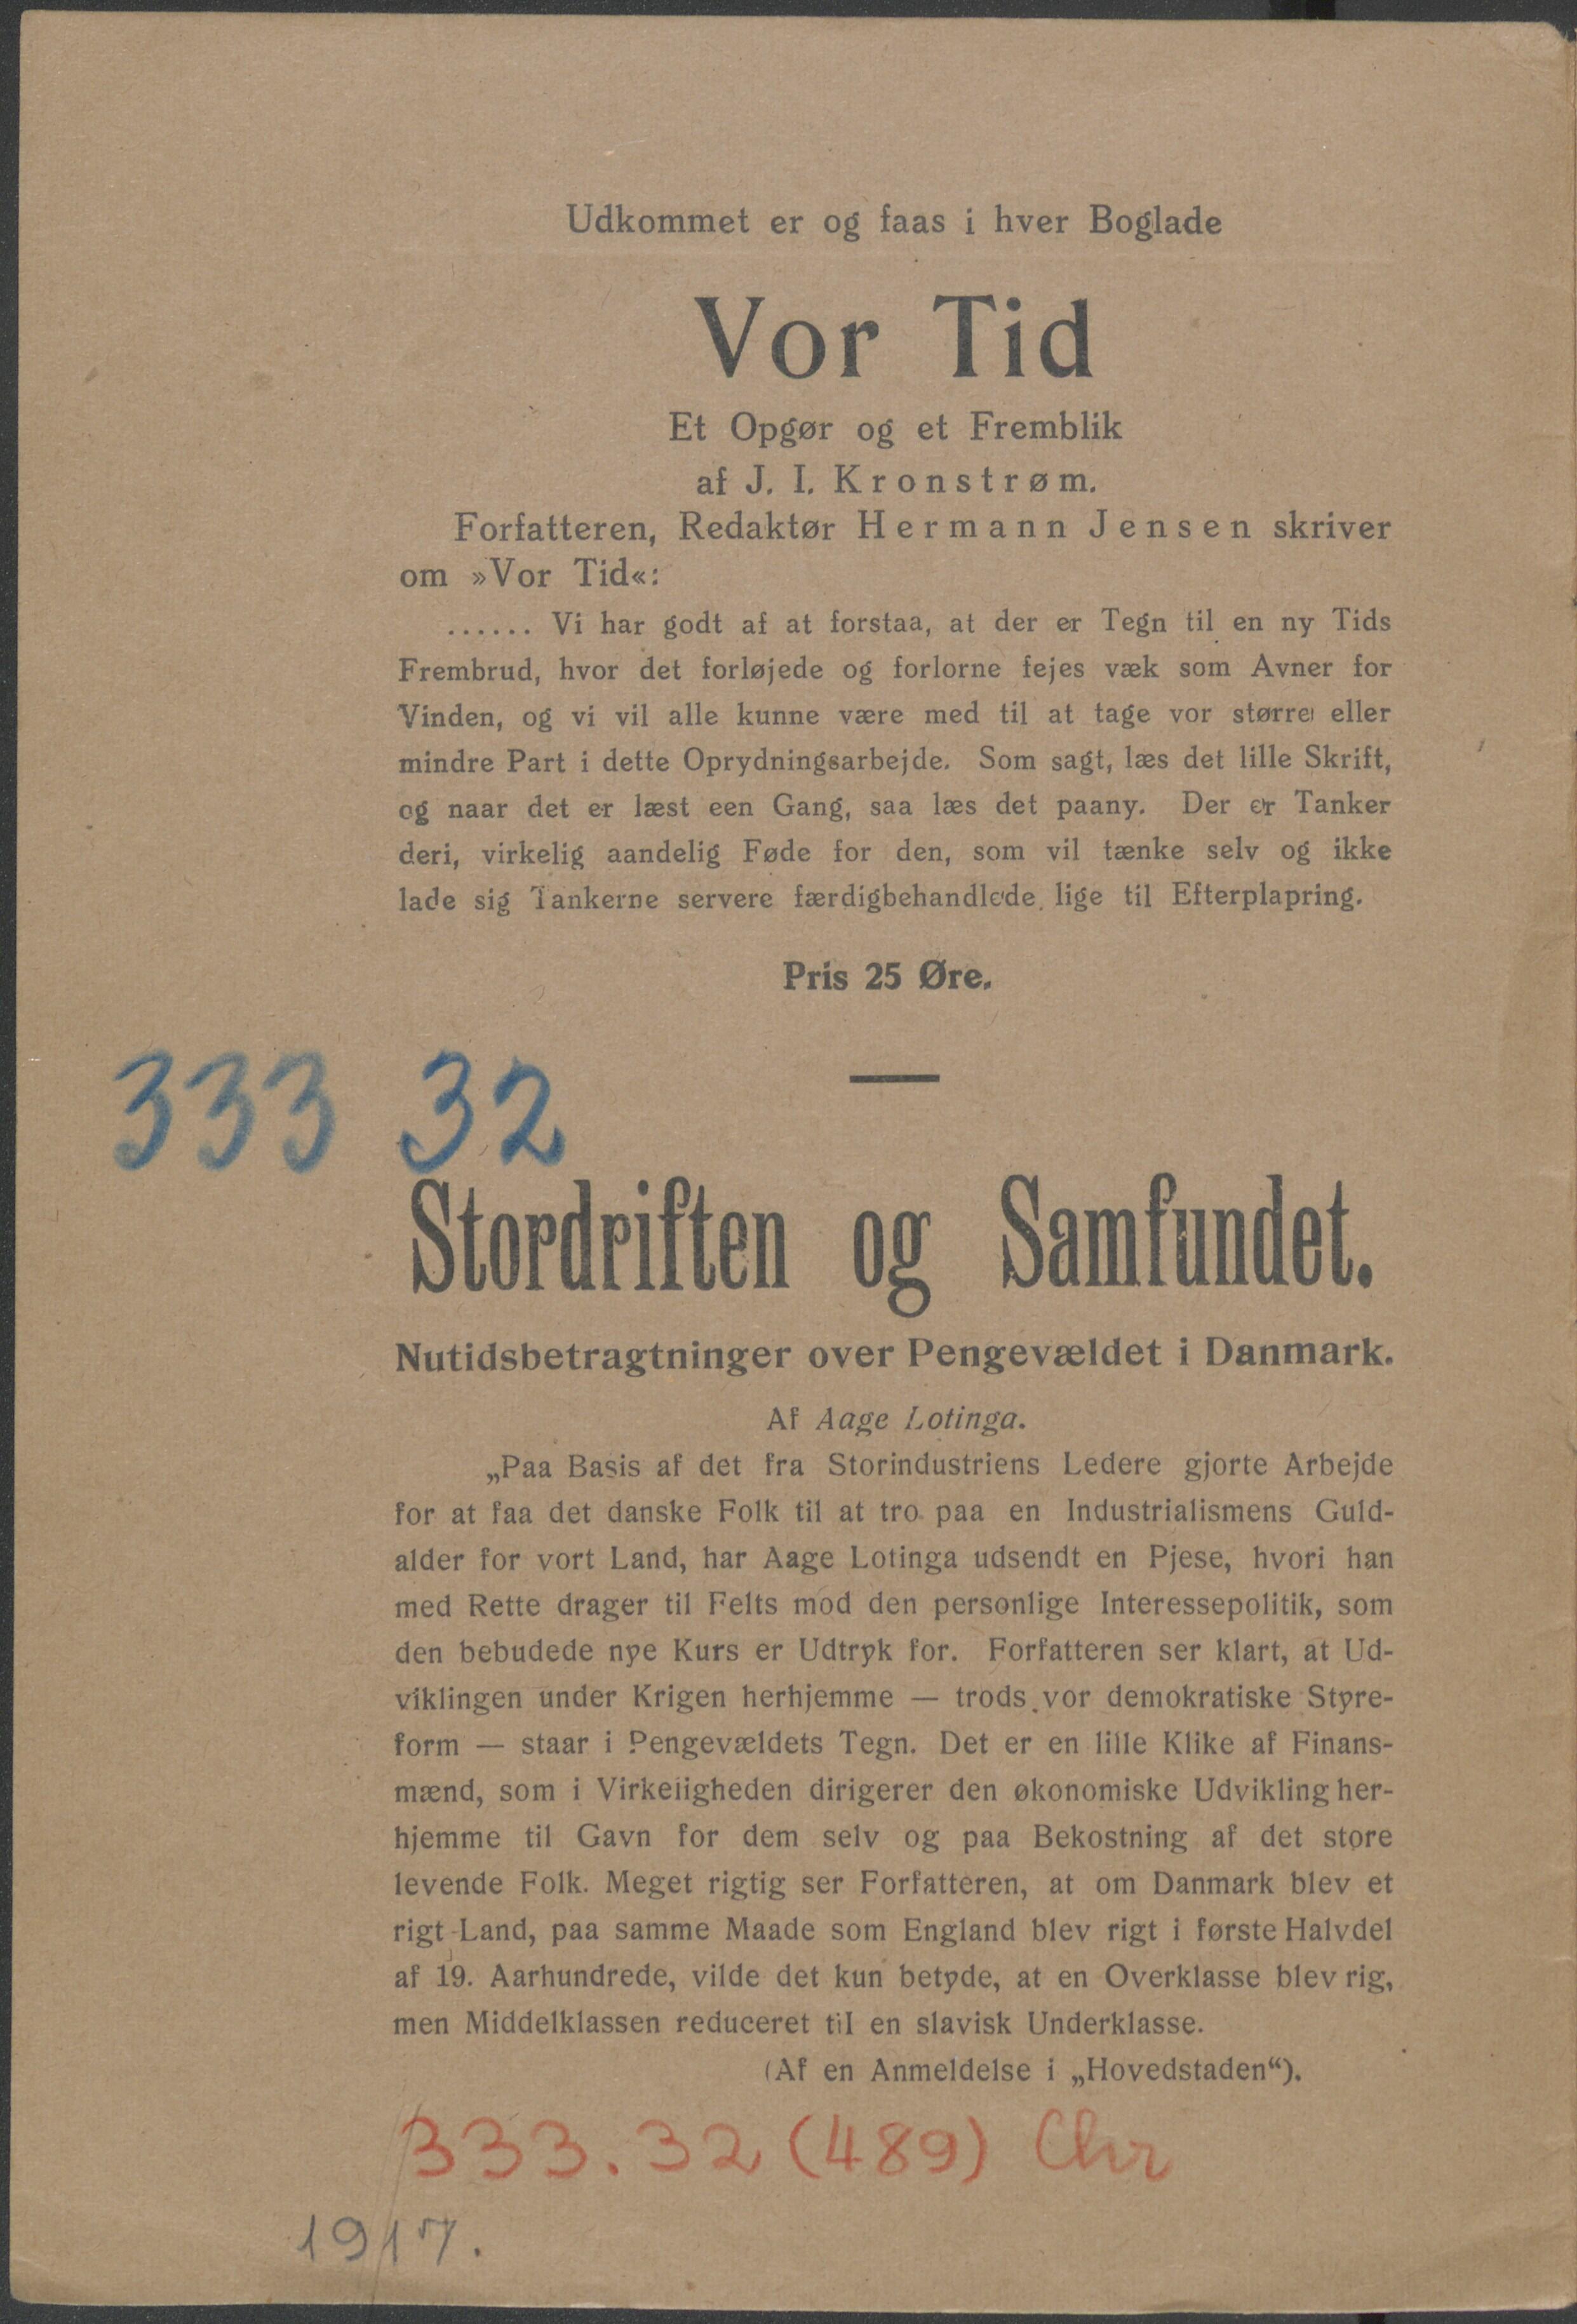 Udkommet er og faas i hver Boglade
Vor Tid
Et Opgør og et Fremblik
af J. I. Kronstrøm.
Forfatteren, Redaktør Hermann Jensen skriver
om »Vor Tid«:
...... Vi har godt af at forstaa, at der er Tegn til en ny Tids
Frembrud, hvor det forløjede og forlorne fejes væk som Avner for
Vinden, og vi vil alle kunne være med til at tage vor større eller
mindre Part i dette Oprydningsarbejde. Som sagt, læs det lille Skrift,
og naar det er læst een Gang, saa læs det paany. Der er Tanker
deri, virkelig aandelig Føde for den, som vil tænke selv og ikke
lade sig Tankerne servere færdigbehandlede lige til Efterplapring.
Pris 25 Øre.
333 32
Stordriften og Samfundet.
Nutidsbetragtninger over Pengevældet i Danmark.
Af Aage Lotinga.
„Paa Basis af det fra Storindustriens Ledere gjorte Arbejde
for at faa det danske Folk til at tro paa en Industrialismens Guld-
alder for vort Land, har Aage Lotinga udsendt en Pjese, hvori han
med Rette drager til Felts mod den personlige Interessepolitik, som
den bebudede nye Kurs er Udtryk for. Forfatteren ser klart, at Ud-
viklingen under Krigen herhjemme — trods vor demokratiske Styre-
form — staar i Pengevældets Tegn. Det er en lille Klike af Finans-
mænd, som i Virkeligheden dirigerer den økonomiske Udvikling her-
hjemme til Gavn for dem selv og paa Bekostning af det store
levende Folk. Meget rigtig ser Forfatteren, at om Danmark blev et
rigt Land, paa samme Maade som England blev rigt i første Halvdel
af 19. Aarhundrede, vilde det kun betyde, at en Overklasse blev rig,
men Middelklassen reduceret til en slavisk Underklasse.
(Af en Anmeldelse i „Hovedstaden“).
333.32 (489) Chr
1917.